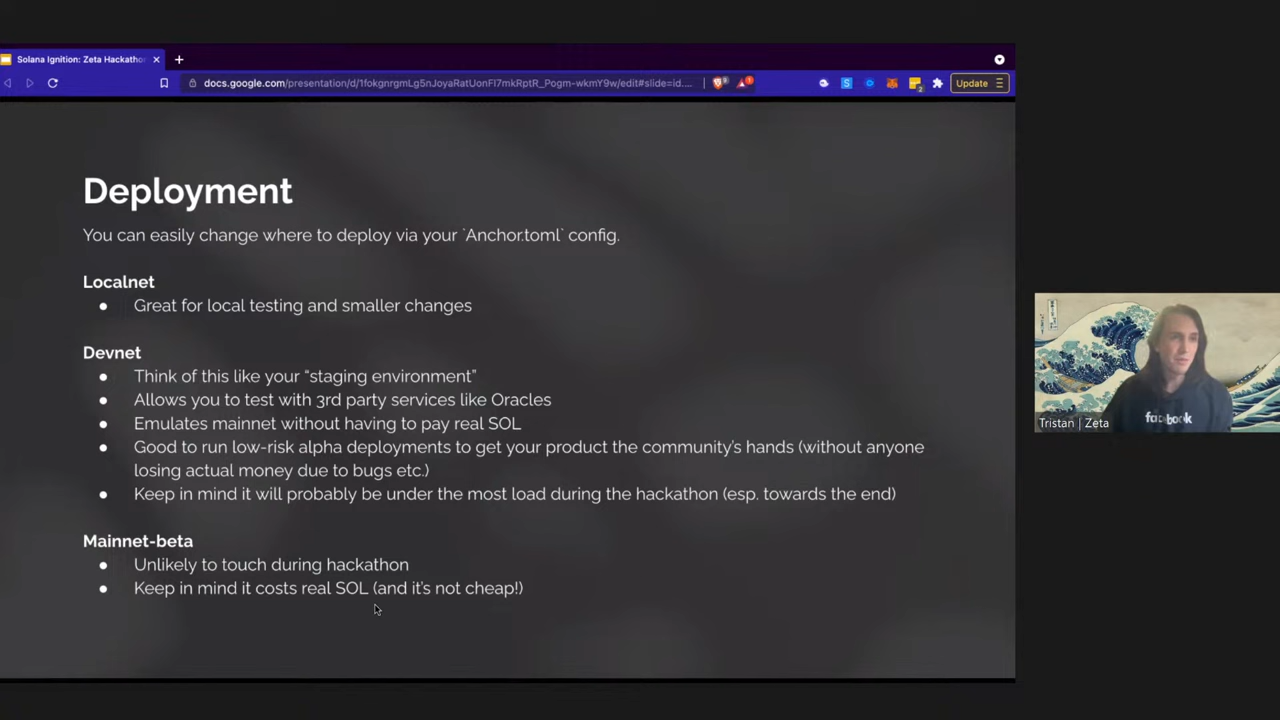 Solana Ignition: Zeta Hackathon
docs.google.com/presentation/d/1fokgnrgmLg5nJoyaRatUonFl7mkRptR_Pogm-wkmY9w/edit#slide=id....
Update
Deployment
You can easily change where to deploy via your `Anchor.toml` config.
Localnet
● Great for local testing and smaller changes
Devnet
● Think of this like your “staging environment”
● Allows you to test with 3rd party services like Oracles
● Emulates mainnet without having to pay real SOL
● Good to run low-risk alpha deployments to get your product the community’s hands (without anyone
losing actual money due to bugs etc.)
● Keep in mind it will probably be under the most load during the hackathon (esp. towards the end)
Mainnet-beta
● Unlikely to touch during hackathon
● Keep in mind it costs real SOL (and it’s not cheap!)
facebook
Tristan | Zeta